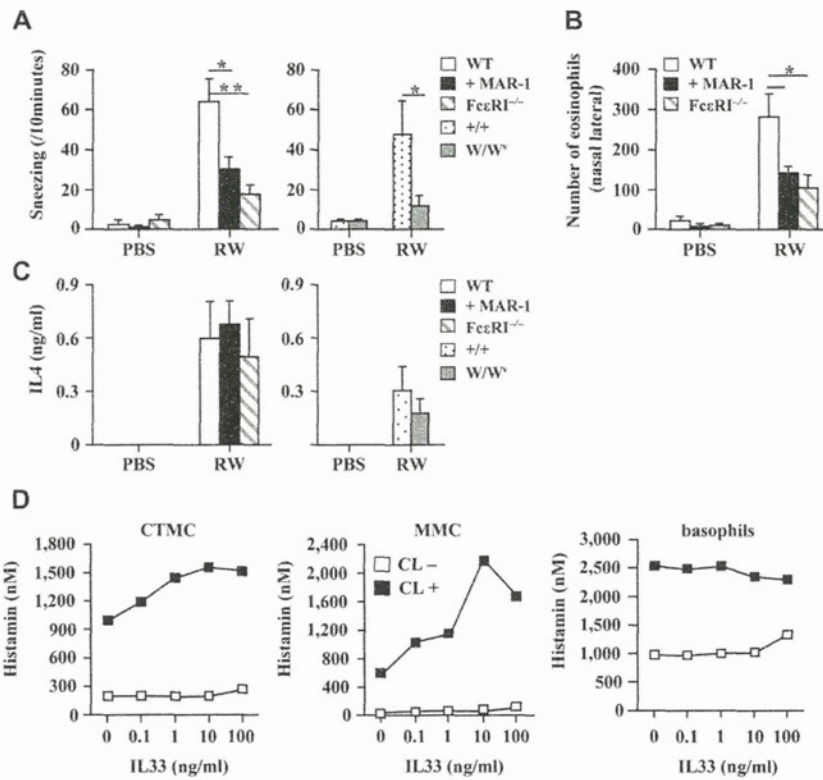 A
Sneezing (/10minutes)
80
60
40
20
0
PBS
RW
*
**
80
60
40
20
0
PBS
RW
*
WT
+ MAR-1
FcεRI−/−
+/+
W/Wv
B
Number of eosinophils
(nasal lateral)
400
300
200
100
0
PBS
RW
*
WT
+ MAR-1
FcεRI−/−
C
IL4 (ng/ml)
0.9
0.6
0.3
0
PBS
RW
0.9
0.6
0.3
0
PBS
RW
WT
+ MAR-1
FcεRI−/−
+/+
W/Wv
D
CTMC
Histamin (nM)
1,800
1,500
1,200
900
600
300
0
0 0.1 1 10 100
IL33 (ng/ml)
MMC
Histamin (nM)
2,400
2,000
1,600
1,200
800
400
0
CL −
CL +
0 0.1 1 10 100
IL33 (ng/ml)
basophils
Histamin (nM)
3,000
2,500
2,000
1,500
1,000
500
0
0 0.1 1 10 100
IL33 (ng/ml)